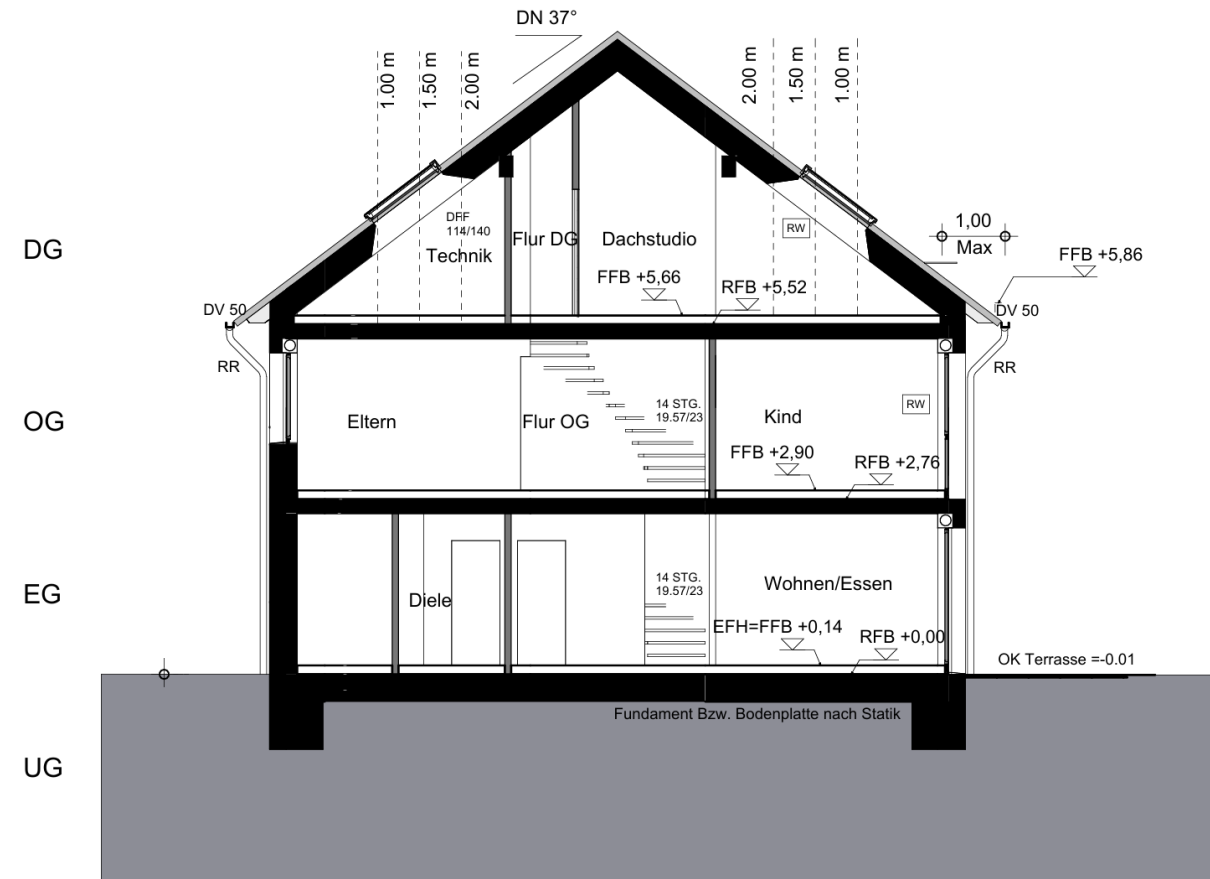 DN 37°
1.00 m
1.50 m
2.00 m
2.00 m
1.50 m
1.00 m
DG
DFF
114/140
Technik
Flur DG
Dachstudio
RW
1,00
Max
FFB +5,86
FFB +5,66
RFB +5,52
DV 50
DV 50
RR
RR
OG
Eltern
Flur OG
14 STG.
19.57/23
Kind
RW
FFB +2,90
RFB +2,76
EG
Diele
14 STG.
19.57/23
Wohnen/Essen
EFH=FFB +0,14
RFB +0,00
OK Terrasse =-0.01
Fundament Bzw. Bodenplatte nach Statik
UG